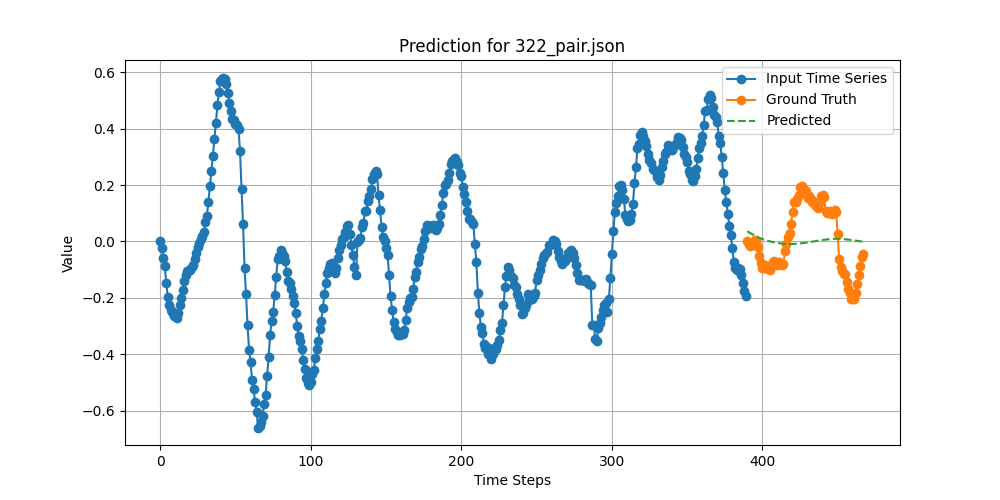 Prediction for 322_pair.json
Input Time Series
Ground Truth
Predicted
0.6
0.4
0.2
0.0
−0.2
−0.4
−0.6
Value
0 100 200 300 400
Time Steps